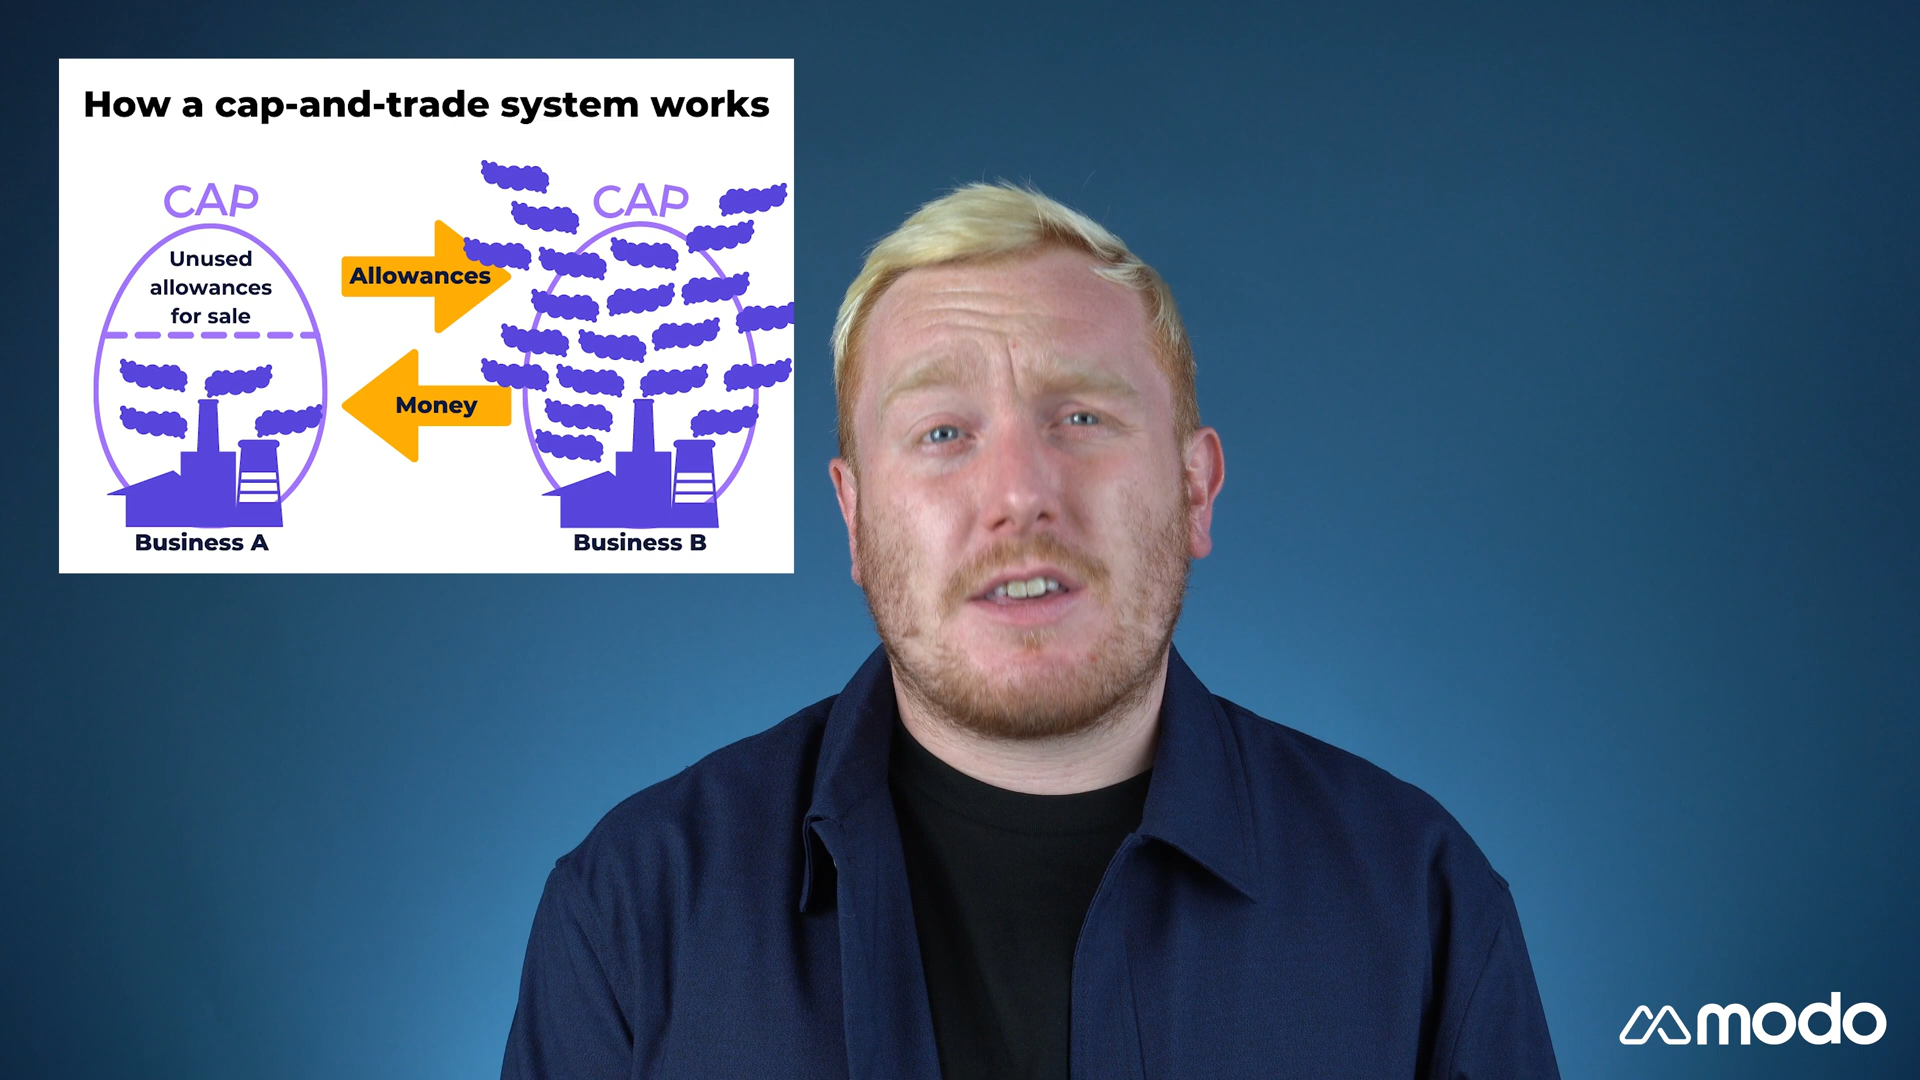 How a cap-and-trade system works
CAP
CAP
Unused
allowances
for sale
Allowances
Money
Business A
Business B
modo